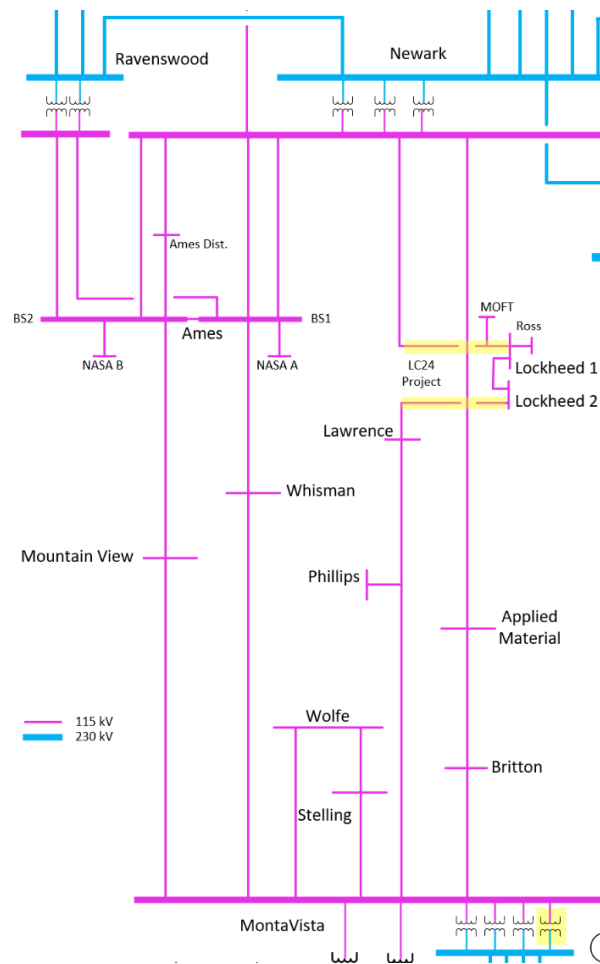 Ravenswood
Newark
Ames Dist.
MOFT
BS2
BS1
Ross
Ames
NASA B
NASA A
LC24
Project
Lockheed 1
Lockheed 2
Lawrence
Whisman
Mountain View
Phillips
Applied
Material
Wolfe
115 kV
230 kV
Britton
Stelling
MontaVista